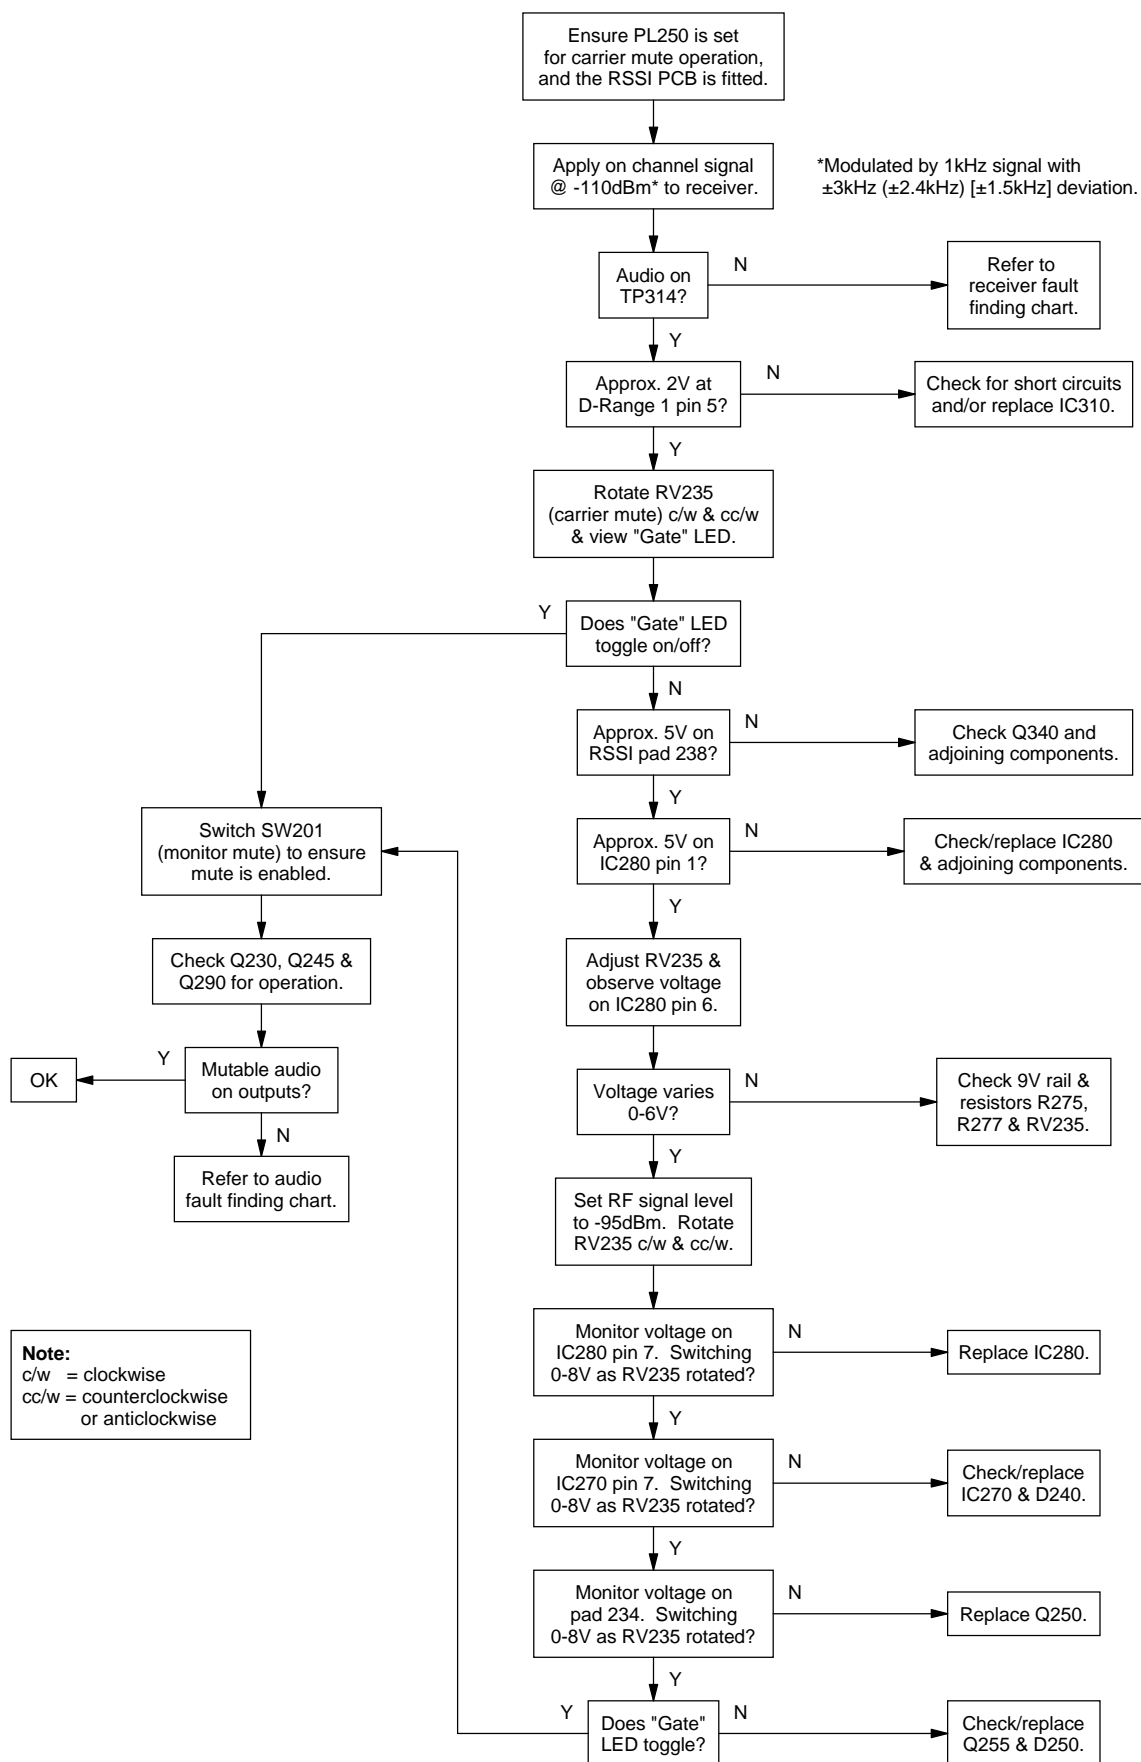 Ensure PL250 is set
for carrier mute operation,
and the RSSI PCB is fitted.
Apply on channel signal
@ -110dBm* to receiver.
*Modulated by 1kHz signal with
±3kHz (±2.4kHz) [±1.5kHz] deviation.
Audio on
TP314?
N
Refer to
receiver fault
finding chart.
Y
Approx. 2V at
D-Range 1 pin 5?
N
Check for short circuits
and/or replace IC310.
Y
Rotate RV235
(carrier mute) c/w & cc/w
& view "Gate" LED.
Does "Gate" LED
toggle on/off?
Y
N
Approx. 5V on
RSSI pad 238?
N
Check Q340 and
adjoining components.
Y
Switch SW201
(monitor mute) to ensure
mute is enabled.
Approx. 5V on
IC280 pin 1?
N
Check/replace IC280
& adjoining components.
Y
Check Q230, Q245 &
Q290 for operation.
Adjust RV235 &
observe voltage
on IC280 pin 6.
Mutable audio
on outputs?
Y
OK
N
Refer to audio
fault finding chart.
Voltage varies
0-6V?
N
Check 9V rail &
resistors R275,
R277 & RV235.
Y
Set RF signal level
to -95dBm. Rotate
RV235 c/w & cc/w.
Note:
c/w = clockwise
cc/w = counterclockwise
or anticlockwise
Monitor voltage on
IC280 pin 7. Switching
0-8V as RV235 rotated?
N
Replace IC280.
Y
Monitor voltage on
IC270 pin 7. Switching
0-8V as RV235 rotated?
N
Check/replace
IC270 & D240.
Y
Monitor voltage on
pad 234. Switching
0-8V as RV235 rotated?
N
Replace Q250.
Y
Y
Does "Gate"
LED toggle?
N
Check/replace
Q255 & D250.